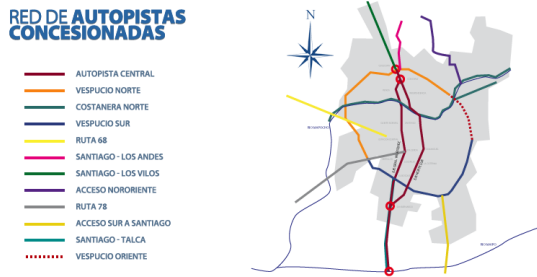 RED DE AUTOPISTAS
CONCESIONADAS
N
AUTOPISTA CENTRAL
VESPUCIO NORTE
COSTANERA NORTE
VESPUCIO SUR
RUTA 68
SANTIAGO - LOS ANDES
SANTIAGO - LOS VILOS
ACCESO NORORIENTE
RUTA 78
ACCESO SUR A SANTIAGO
SANTIAGO - TALCA
VESPUCIO ORIENTE